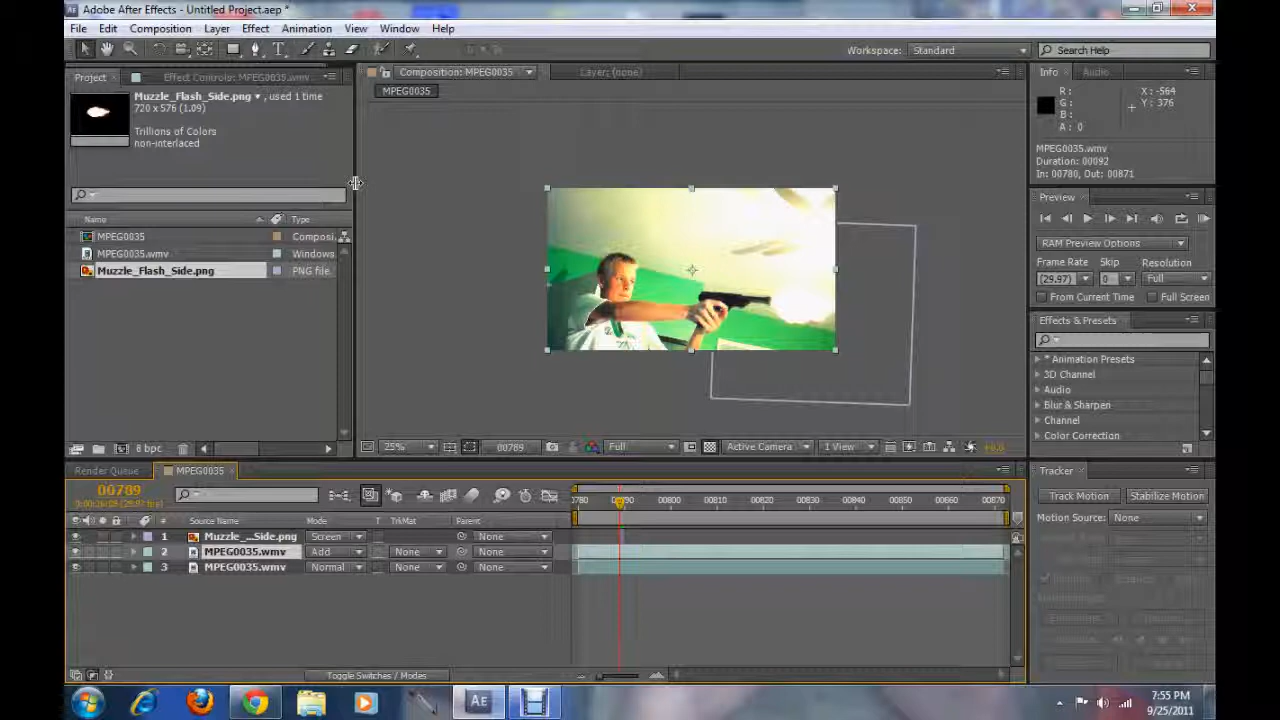 Adobe After Effects - Untitled Project.aep *
File Edit Composition Layer Effect Animation View Window Help
Workspace: Standard Search Help
Project Effect Controls: MPEG0035.wmv
Muzzle_Flash_Side.png , used 1 time
720 x 576 (1.09)
Trillions of Colors
non-interlaced
Name Type
MPEG0035 Composi
MPEG0035.wmv Windows
Muzzle_Flash_Side.png PNG file
8 bpc
Composition: MPEG0035 Layer: (none)
MPEG0035
25% 00789 Full Active Camera 1 View +0.0
Info Audio
R : X : -564
G : Y : 376
B :
A : 0
MPEG0035.wmv
Duration: 00092
In: 00780, Out: 00871
Preview
RAM Preview Options
Frame Rate Skip Resolution
(29.97) 0 Full
From Current Time Full Screen
Effects & Presets
* Animation Presets
3D Channel
Audio
Blur & Sharpen
Channel
Color Correction
Render Queue MPEG0035
00789
780 00800 00810 00820 00830 00840 00850 00860 00870
# Source Name Mode T TrkMat Parent
1 Muzzle_...Side.png Screen None
2 MPEG0035.wmv Add None None
3 MPEG0035.wmv Normal None None
Toggle Switches / Modes
Tracker
Track Motion Stabilize Motion
Motion Source: None
7:55 PM
9/25/2011